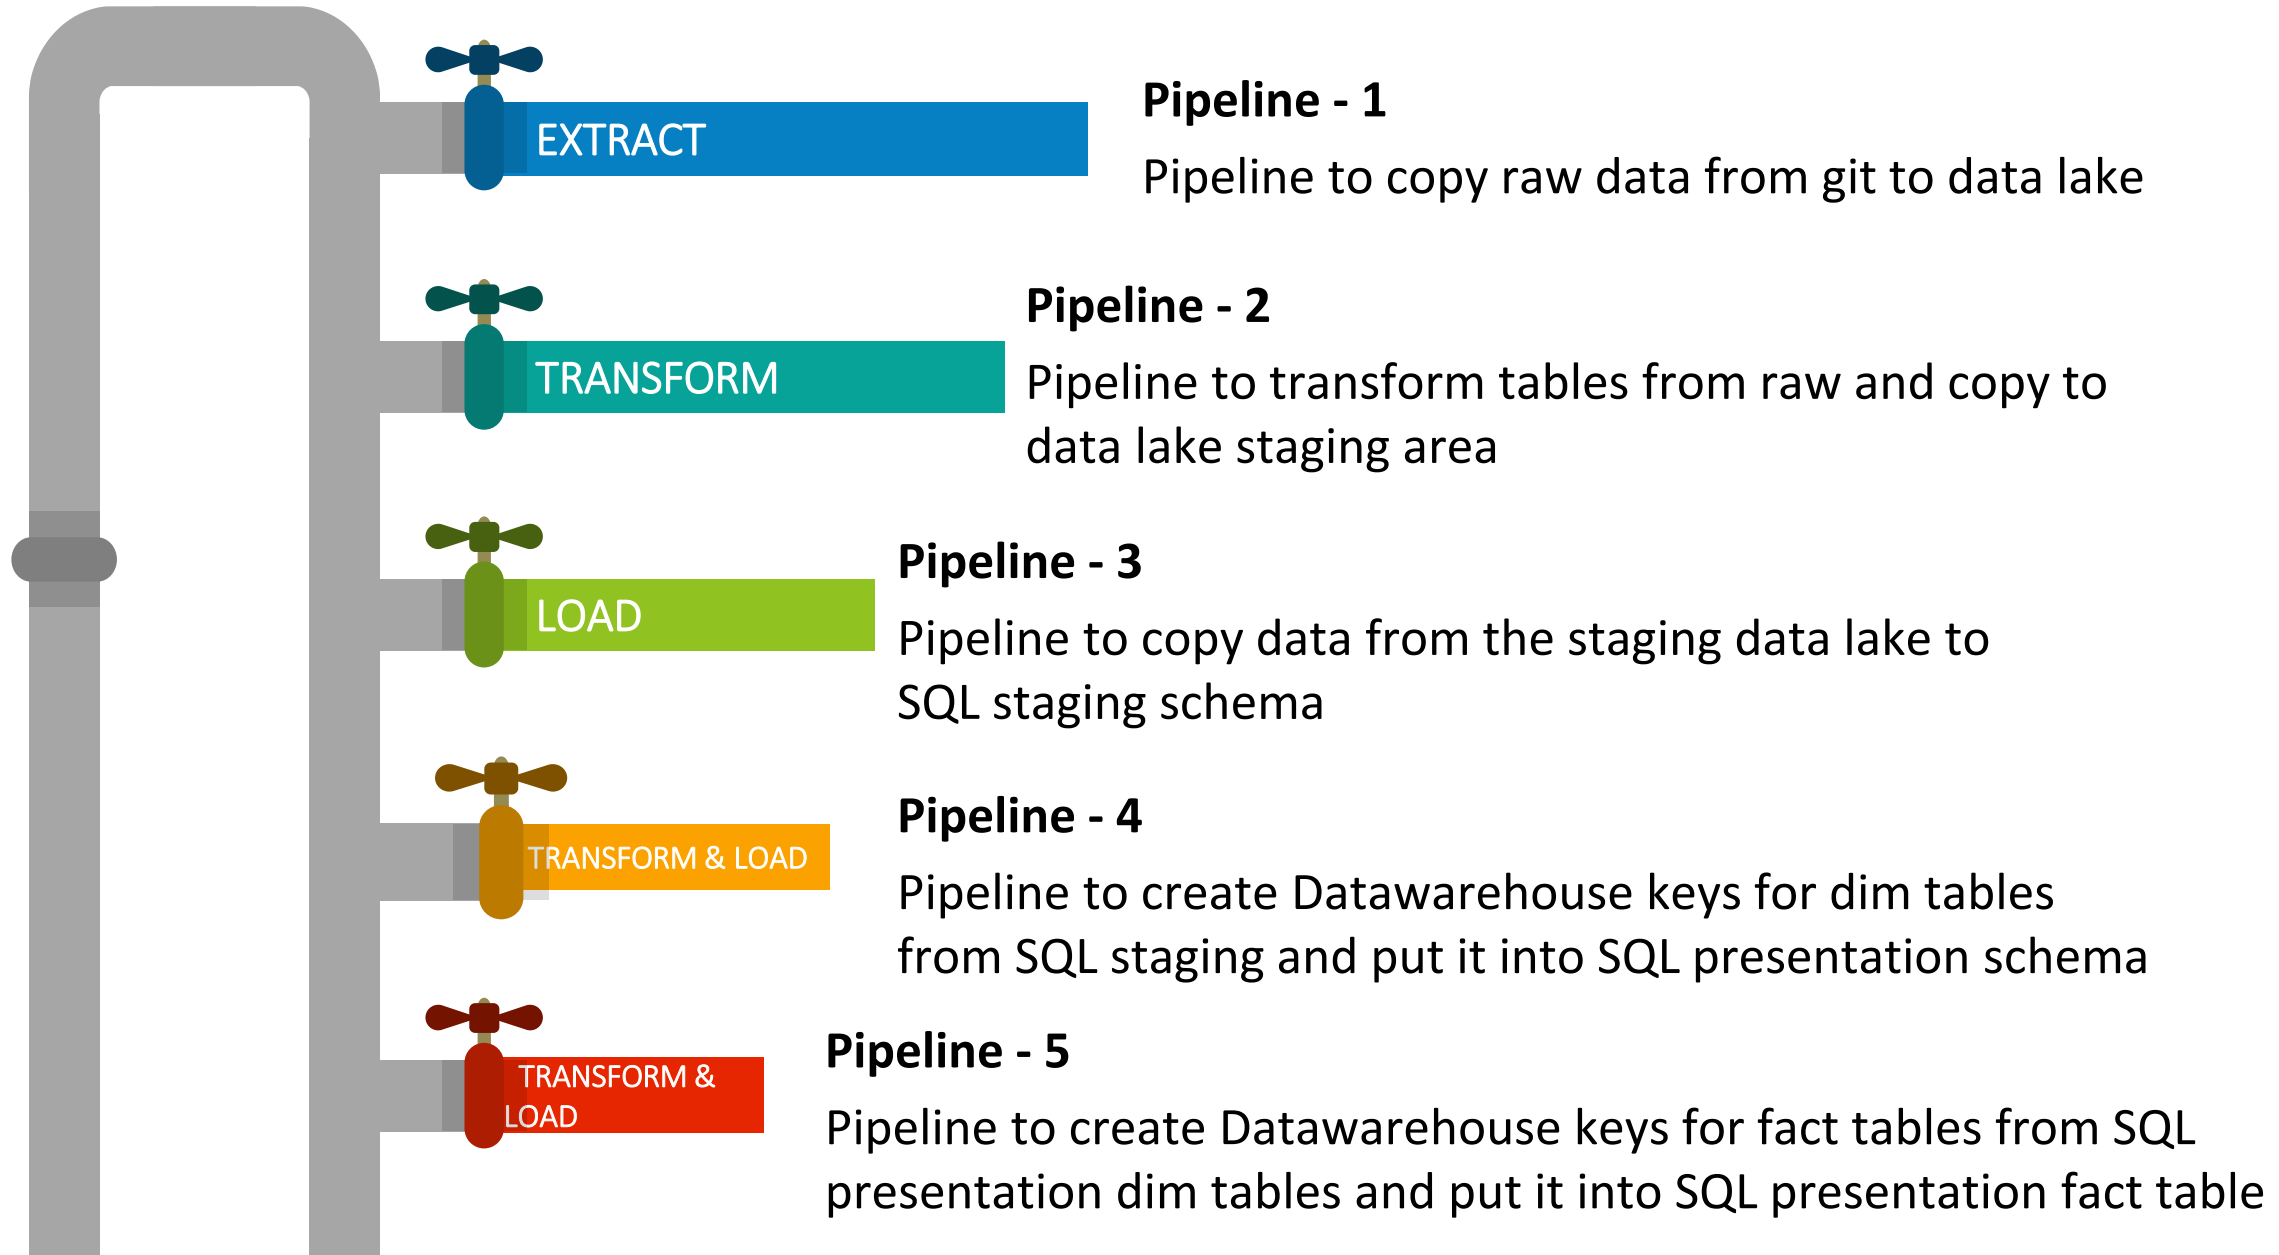 EXTRACT
Pipeline - 1
Pipeline to copy raw data from git to data lake
TRANSFORM
Pipeline - 2
Pipeline to transform tables from raw and copy to
data lake staging area
LOAD
Pipeline - 3
Pipeline to copy data from the staging data lake to
SQL staging schema
TRANSFORM & LOAD
Pipeline - 4
Pipeline to create Datawarehouse keys for dim tables
from SQL staging and put it into SQL presentation schema
TRANSFORM &
LOAD
Pipeline - 5
Pipeline to create Datawarehouse keys for fact tables from SQL
presentation dim tables and put it into SQL presentation fact table